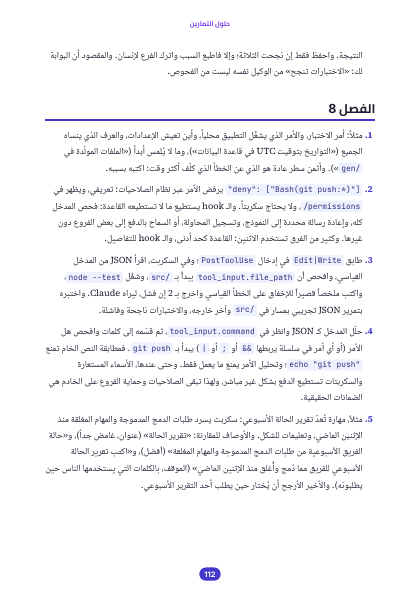 حلول التمارين
النتيجة. واحفظ فقط إن نجحت الثلاثة؛ وإلا فاطبع السبب واترك الفرع لإنسان. والمقصود أن البوابة
لك: «الاختبارات تنجح» من الوكيل نفسه ليست من الفحوص.
الفصل 8
1. مثلاً: أمر الاختبار، والأمر الذي يشغّل التطبيق محلياً، وأين تعيش الإعدادات، والعرف الذي ينساه
الجميع («التواريخ بتوقيت UTC في قاعدة البيانات»)، وما لا يُلمس أبداً («الملفات المولّدة في
gen/ »). وأثمن سطر عادة هو الذي عن الخطأ الذي كلّف أكثر وقت: اكتبه بسببه.
2. "deny": ["Bash(git push:*)"] يرفض الأمر عبر نظام الصلاحيات: تعريفي، ويظهر في
/permissions ، ولا يحتاج سكربتاً. والـ hook يستطيع ما لا تستطيعه القاعدة: فحص المدخل
كله، وإعادة رسالة محددة إلى النموذج، وتسجيل المحاولة، أو السماح بالدفع إلى بعض الفروع دون
غيرها. وكثير من الفرق تستخدم الاثنين: القاعدة كحد أدنى، والـ hook للتفاصيل.
3. طابق Edit|Write في إدخال PostToolUse ؛ وفي السكربت، اقرأ JSON من المدخل
القياسي، وافحص أن tool_input.file_path يبدأ بـ src/ ، وشغّل node --test ،
واكتب ملخصاً قصيراً للإخفاق على الخطأ القياسي واخرج بـ 2 إن فشل، ليراه Claude. واختبره
بتمرير JSON تجريبي بمسار في src/ وآخر خارجه، والاختبارات ناجحة وفاشلة.
4. حلّل المدخل كـ JSON وانظر في tool_input.command ، ثم قسّمه إلى كلمات وافحص هل
الأمر (أو أي أمر في سلسلة يربطها && أو ; أو | ) يبدأ بـ git push . فمطابقة النص الخام تمنع
echo "git push" ؛ وتحليل الأمر يمنع ما يعمل فقط. وحتى عندها، الأسماء المستعارة
والسكربتات تستطيع الدفع بشكل غير مباشر، ولهذا تبقى الصلاحيات وحماية الفروع على الخادم هي
الضمانات الحقيقية.
5. مثلاً، مهارة تُعدّ تقرير الحالة الأسبوعي: سكربت يسرد طلبات الدمج المدموجة والمهام المغلقة منذ
الإثنين الماضي، وتعليمات للشكل. والأوصاف للمقارنة: «تقرير الحالة» (عنوان، غامض جداً)، و«حالة
الفريق الأسبوعية من طلبات الدمج المدموجة والمهام المغلقة» (أفضل)، و«اكتب تقرير الحالة
الأسبوعي للفريق مما دُمج وأُغلق منذ الإثنين الماضي» (الموقف، بالكلمات التي يستخدمها الناس حين
يطلبونه). والأخير الأرجح أن يُختار حين يطلب أحد التقرير الأسبوعي.
112